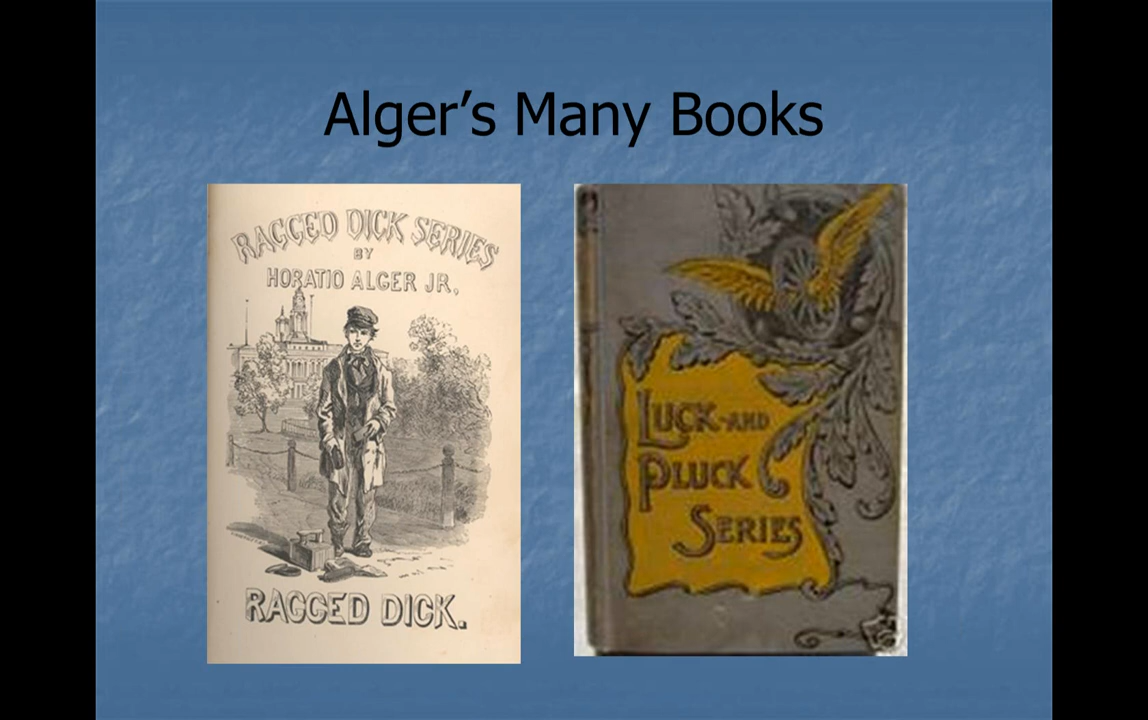 Alger’s Many Books
RAGGED DICK SERIES
BY
HORATIO ALGER JR.
RAGGED DICK.
LUCK-AND
PLUCK
SERIES